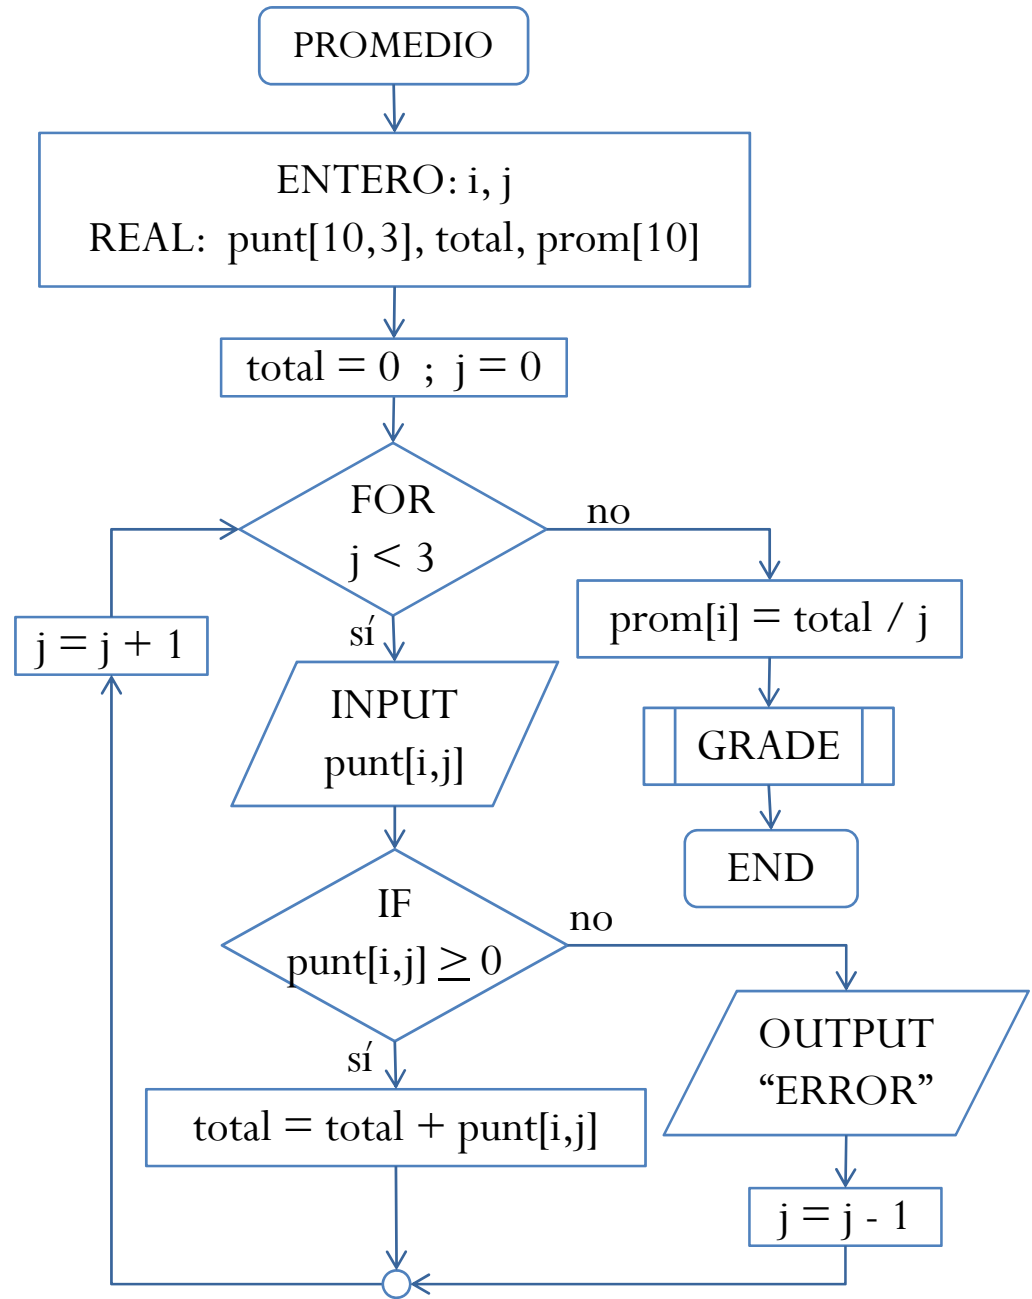 PROMEDIO
ENTERO: i, j
REAL: punt[10,3], total, prom[10]
total = 0 ; j = 0
FOR
j < 3
no
sí
j = j + 1
INPUT
punt[i,j]
prom[i] = total / j
GRADE
END
IF
punt[i,j] ≥ 0
no
sí
OUTPUT
“ERROR”
total = total + punt[i,j]
j = j - 1